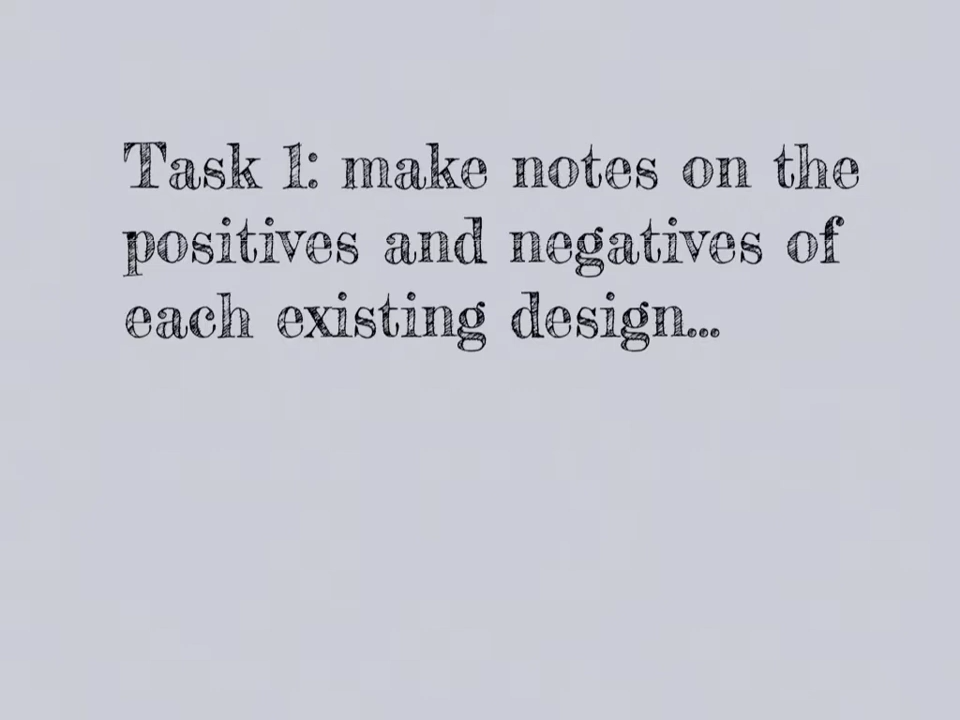 Task 1: make notes on the
positives and negatives of
each existing design...